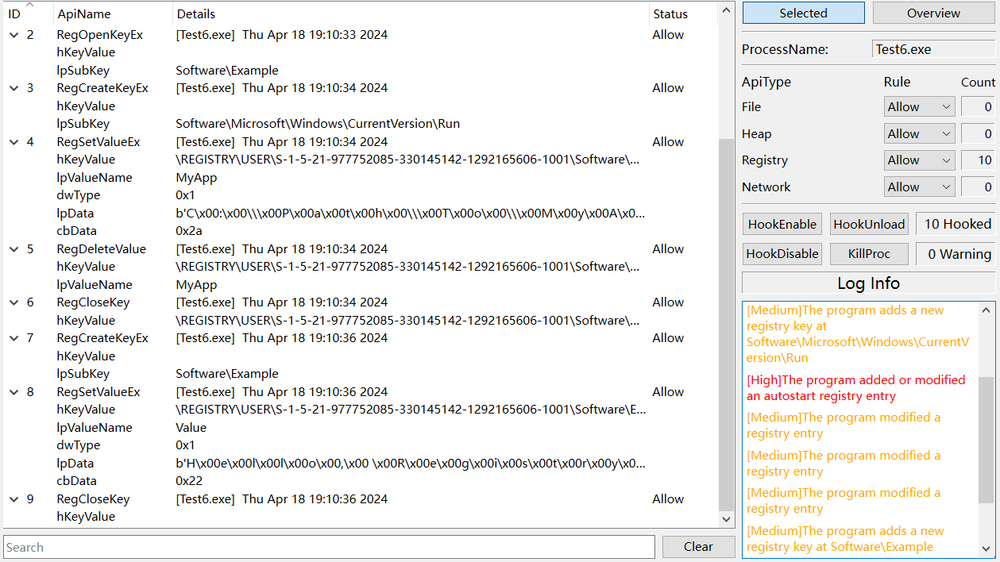 ID ApiName Details Status
2 RegOpenKeyEx [Test6.exe] Thu Apr 18 19:10:33 2024 Allow
hKeyValue
lpSubKey Software\Example
3 RegCreateKeyEx [Test6.exe] Thu Apr 18 19:10:34 2024 Allow
hKeyValue
lpSubKey Software\Microsoft\Windows\CurrentVersion\Run
4 RegSetValueEx [Test6.exe] Thu Apr 18 19:10:34 2024 Allow
hKeyValue \REGISTRY\USER\S-1-5-21-977752085-330145142-1292165606-1001\Software\...
lpValueName MyApp
dwType 0x1
lpData b'C\x00:\x00\\\x00P\x00a\x00t\x00h\x00\\\x00T\x00o\x00\\\x00M\x00y\x00A\x0...
cbData 0x2a
5 RegDeleteValue [Test6.exe] Thu Apr 18 19:10:34 2024 Allow
hKeyValue \REGISTRY\USER\S-1-5-21-977752085-330145142-1292165606-1001\Software\...
lpValueName MyApp
6 RegCloseKey [Test6.exe] Thu Apr 18 19:10:34 2024 Allow
hKeyValue \REGISTRY\USER\S-1-5-21-977752085-330145142-1292165606-1001\Software\...
7 RegCreateKeyEx [Test6.exe] Thu Apr 18 19:10:36 2024 Allow
hKeyValue
lpSubKey Software\Example
8 RegSetValueEx [Test6.exe] Thu Apr 18 19:10:36 2024 Allow
hKeyValue \REGISTRY\USER\S-1-5-21-977752085-330145142-1292165606-1001\Software\E...
lpValueName Value
dwType 0x1
lpData b'H\x00e\x00l\x00l\x00o\x00,\x00 \x00R\x00e\x00g\x00i\x00s\x00t\x00r\x00y\x0...
cbData 0x22
9 RegCloseKey [Test6.exe] Thu Apr 18 19:10:36 2024 Allow
hKeyValue
Search Clear
Selected Overview
ProcessName: Test6.exe
ApiType Rule Count
File Allow 0
Heap Allow 0
Registry Allow 10
Network Allow 0
HookEnable HookUnload 10 Hooked
HookDisable KillProc 0 Warning
Log Info
[Medium]The program adds a new
registry key at
Software\Microsoft\Windows\CurrentV
ersion\Run
[High]The program added or modified
an autostart registry entry
[Medium]The program modified a
registry entry
[Medium]The program modified a
registry entry
[Medium]The program modified a
registry entry
[Medium]The program adds a new
registry key at Software\Example